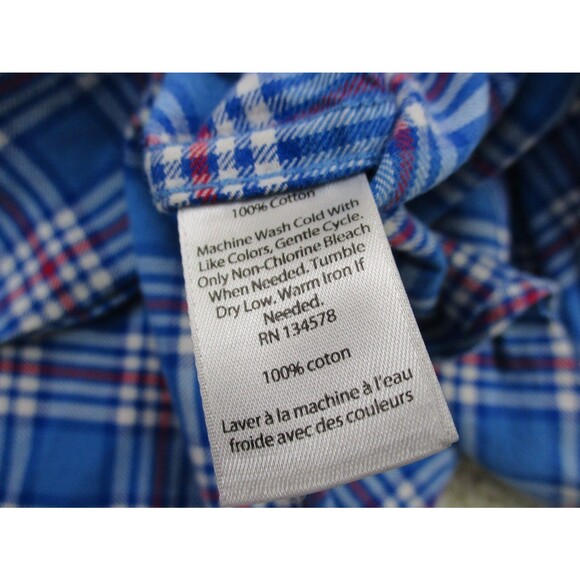 100% Cotton
Machine Wash Cold With
Like Colors, Gentle Cycle.
Only Non-Chlorine Bleach
When Needed. Tumble
Dry Low. Warm Iron If
Needed.
RN 134578
100% coton
Laver à la machine à l'eau
froide avec des couleurs